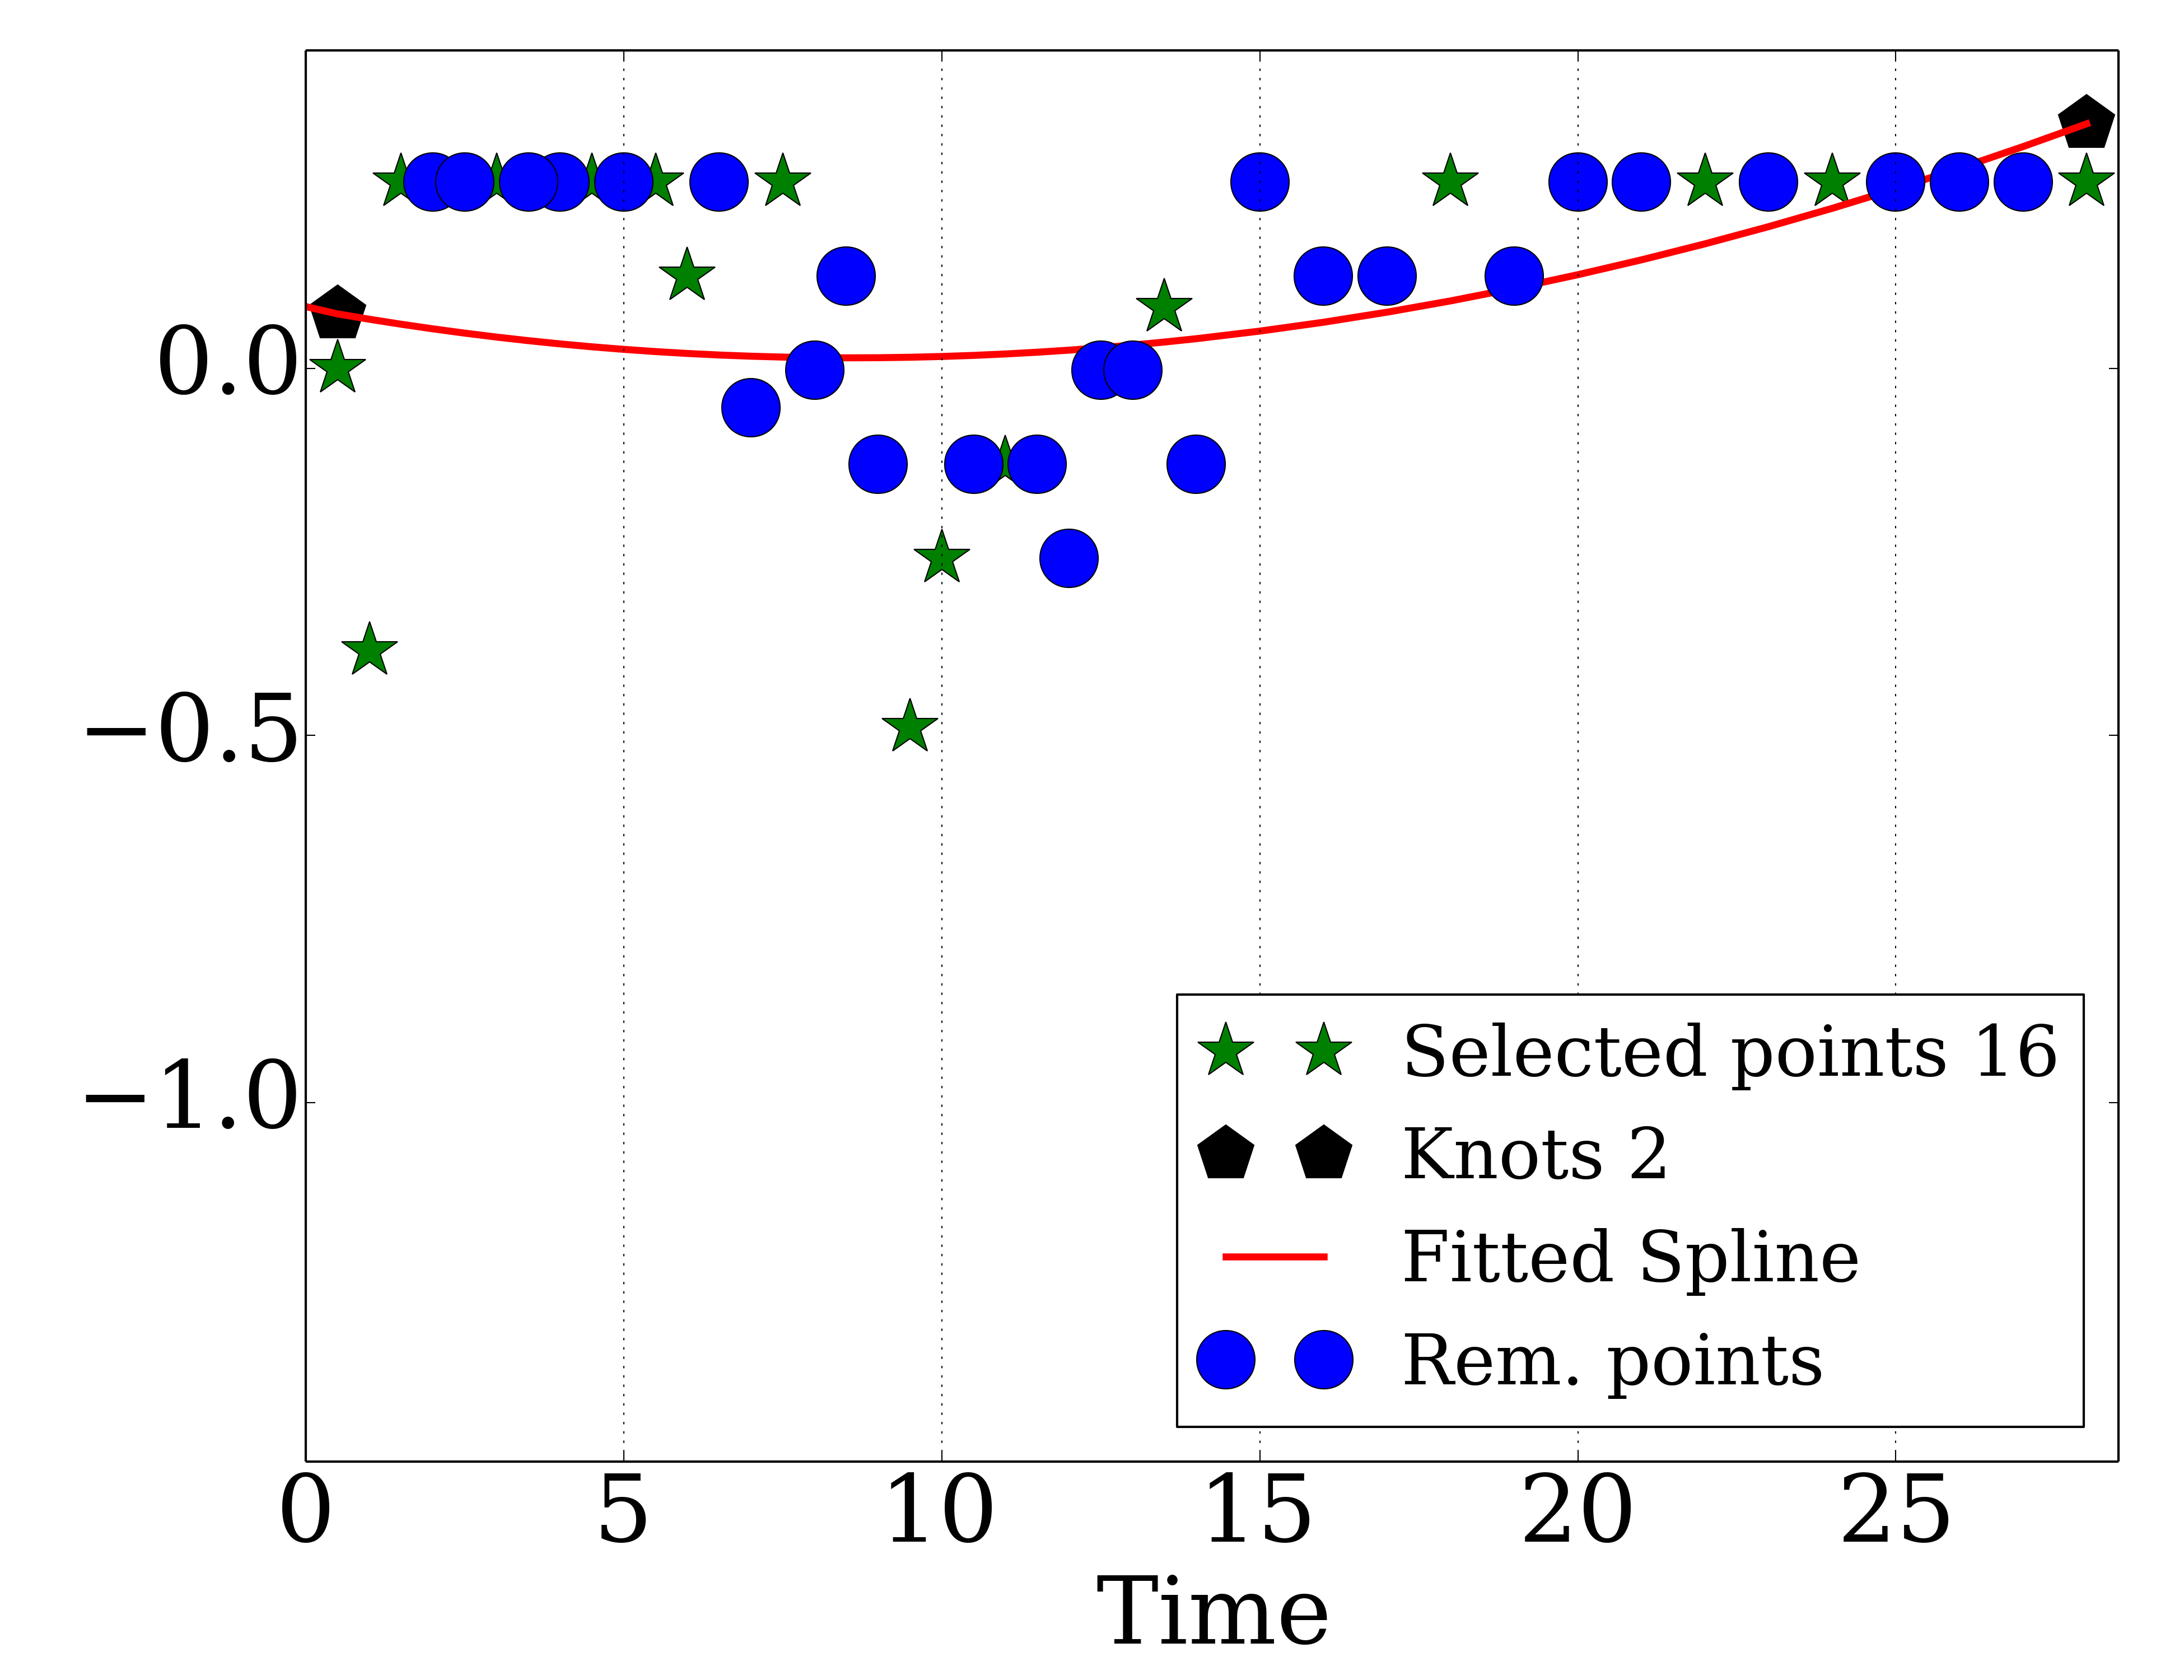 0.0
−0.5
−1.0
Selected points 16
Knots 2
Fitted Spline
Rem. points
0 5 10 15 20 25
Time